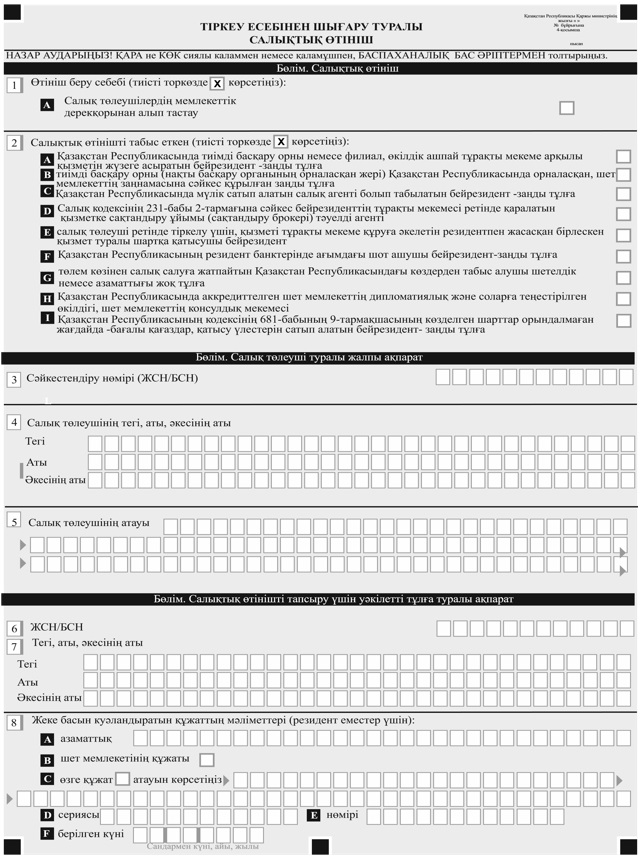 Қазақстан Республикасы Қаржы министрінің
№ бұйрығына
4 қосымша
ТІРКЕУ ЕСЕБІНЕН ШЫҒАРУ ТУРАЛЫ
САЛЫҚТЫҚ ӨТІНІШ
НАЗАР АУДАРЫҢЫЗ! ҚАРА не КӨК сиялы қаламмен немесе қаламұшпен, БАСПАХАНАЛЫҚ БАС ӘРІПТЕРМЕН толтырыңыз.
Бөлім. Салықтық өтініш
1 Өтініш беру себебі (тиісті торкөзде X көрсетіңіз):
A Салық төлеушілердің мемлекеттік
дерекқорынан алып тастау
2 Салықтық өтінішті табыс еткен (тиісті торкөзде X көрсетіңіз):
A Қазақстан Республикасында тиімді басқару орны немесе филиал, өкілдік ашпай тұрақты мекеме арқылы
қызметін жүзеге асыратын бейрезидент -заңды тұлға
B тиімді басқару орны (нақты басқару органының орналасқан жері) Қазақстан Республикасында орналасқан, шет
мемлекеттің заңнамасына сәйкес құрылған заңды тұлға
C Қазақстан Республикасында мүлік сатып алатын салық агенті болып табылатын бейрезидент -заңды тұлға
D Салық кодексінің 231-бабы 2-тармағына сәйкес бейрезиденттің тұрақты мекемесі ретінде қаралатын
қызметке сақтандыру ұйымы (сақтандыру брокері) тәуелді агенті
E салық төлеуші ретінде тіркелу үшін, қызметі тұрақты мекеме құруға әкелетін резидентпен жасасқан бірлескен
қызмет туралы шартқа қатысушы бейрезидент
F Қазақстан Республикасының резидент банктерінде ағымдағы шот ашушы бейрезидент-заңды тұлға
G төлем көзінен салық салуға жатпайтын Қазақстан Республикасындағы көздерден табыс алушы шетелдік
немесе азаматтығы жоқ тұлға
H Қазақстан Республикасында аккредиттелген шет мемлекеттің дипломатиялық және соларға теңестірілген
өкілдігі, шет мемлекеттің консулдық мекемесі
I Қазақстан Республикасының кодексінің 681-бабының 9-тармақшасының көзделген шарттар орындалмаған
жағдайда -бағалы қағаздар, қатысу үлестерін сатып алатын бейрезидент- заңды тұлға
Бөлім. Салық төлеуші туралы жалпы ақпарат
3 Сәйкестендіру нөмірі (ЖСН/БСН)
4 Салық төлеушінің тегі, аты, әкесінің аты
Тегі
Аты
Әкесінің аты
5 Салық төлеушінің атауы
Бөлім. Салықтық өтінішті тапсыру үшін уәкілетті тұлға туралы ақпарат
6 ЖСН/БСН
7 Тегі, аты, әкесінің аты
Тегі
Аты
Әкесінің аты
8 Жеке басын куәландыратын құжаттың мәліметтері (резидент еместер үшін):
A азаматтық
B шет мемлекетінің құжаты
C өзге құжат атауын көрсетіңіз
D сериясы E нөмірі
F берілген күні
Сандармен күні, айы, жылы